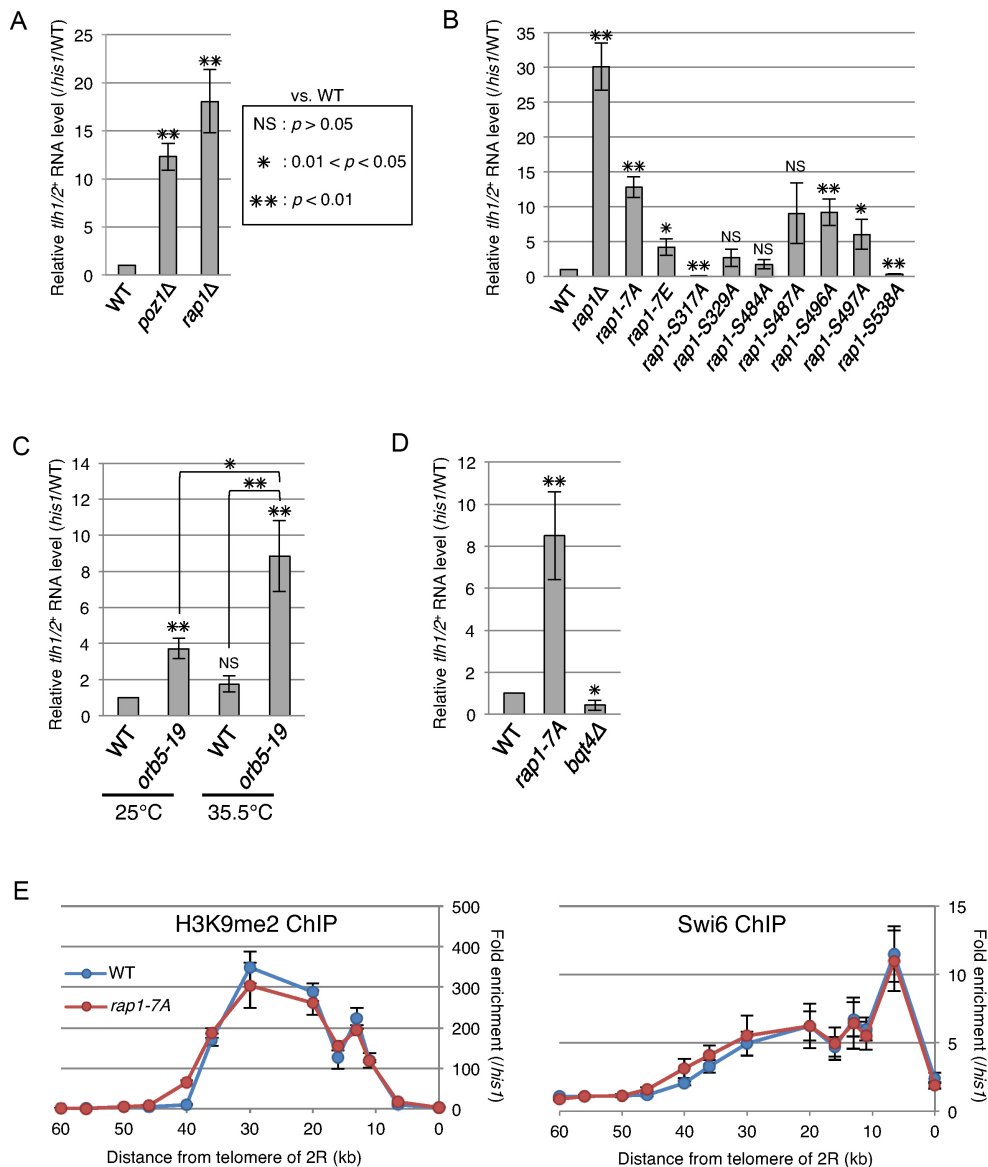 A
Relative tlh1/2+ RNA level (/his1/WT)
25
20
15
10
5
0
WT
poz1Δ
rap1Δ
**
**
vs. WT
NS : p > 0.05
* : 0.01 < p < 0.05
** : p < 0.01
B
Relative tlh1/2+ RNA level (/his1/WT)
35
30
25
20
15
10
5
0
**
**
*
**
NS
NS
NS
**
*
**
WT
rap1Δ
rap1-7A
rap1-7E
rap1-S317A
rap1-S329A
rap1-S484A
rap1-S487A
rap1-S496A
rap1-S497A
rap1-S538A
C
Relative tlh1/2+ RNA level (his1/WT)
14
12
10
8
6
4
2
0
*
**
**
**
NS
WT
orb5-19
WT
orb5-19
25°C
35.5°C
D
Relative tlh1/2+ RNA level (his1/WT)
12
10
8
6
4
2
0
**
*
WT
rap1-7A
bqt4Δ
E
H3K9me2 ChIP
WT
rap1-7A
500
400
300
200
100
0
Fold enrichment (/his1)
60
50
40
30
20
10
0
Distance from telomere of 2R (kb)
Swi6 ChIP
15
10
5
0
Fold enrichment (/his1)
60
50
40
30
20
10
0
Distance from telomere of 2R (kb)